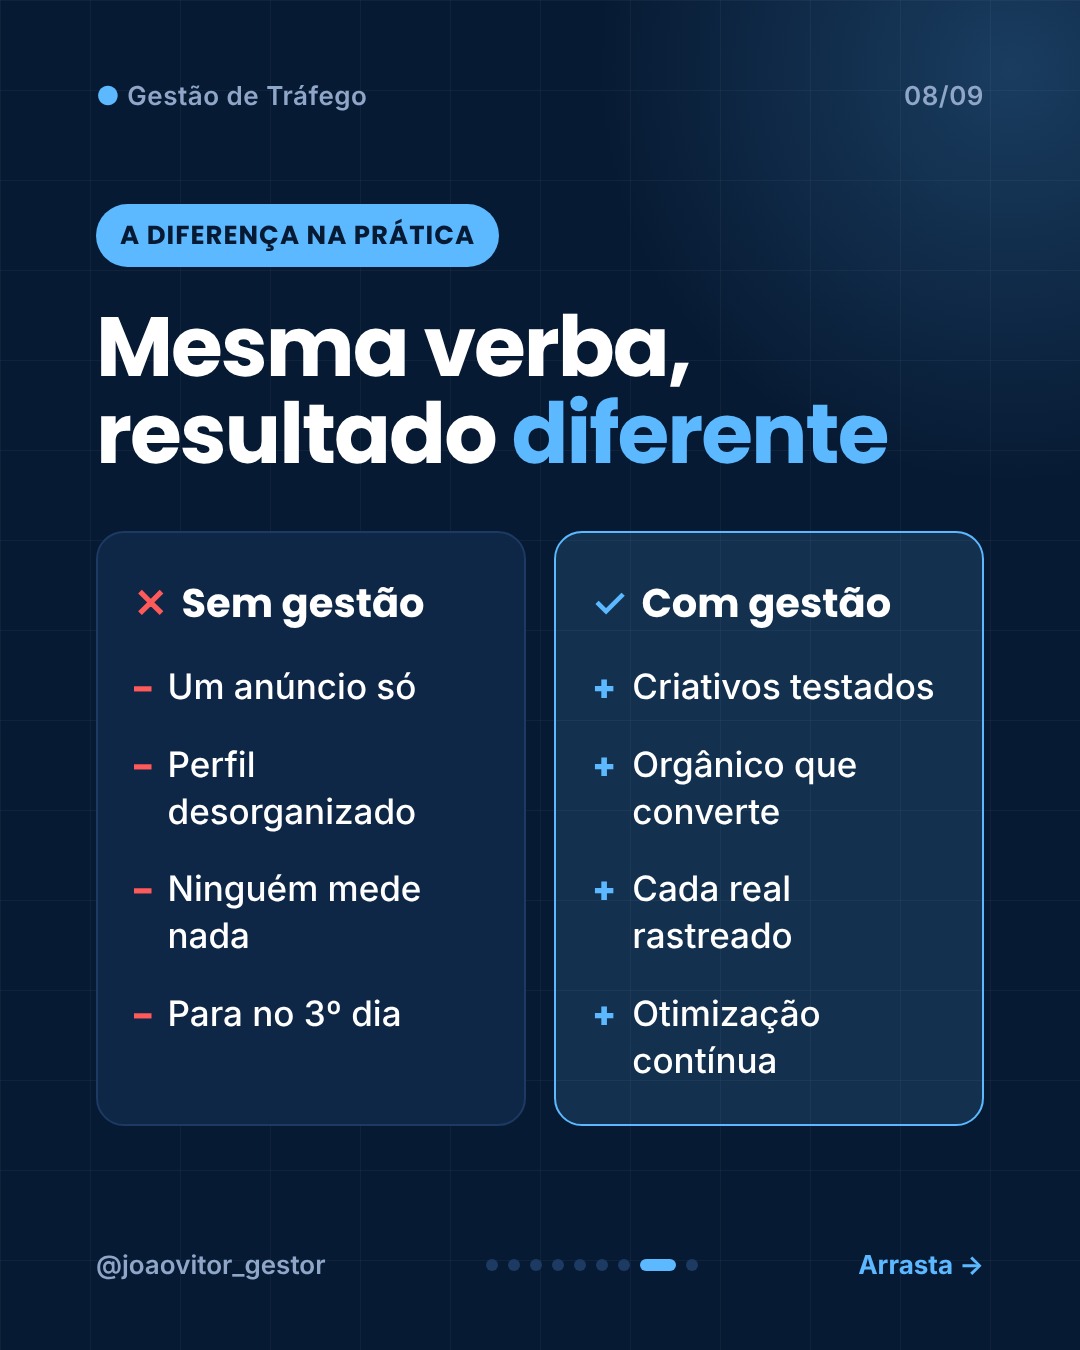 Gestão de Tráfego
08/09
A DIFERENÇA NA PRÁTICA
Mesma verba,
resultado diferente
✕ Sem gestão
– Um anúncio só
– Perfil
desorganizado
– Ninguém mede
nada
– Para no 3º dia
✓ Com gestão
+ Criativos testados
+ Orgânico que
converte
+ Cada real
rastreado
+ Otimização
contínua
@joaovitor_gestor
Arrasta →